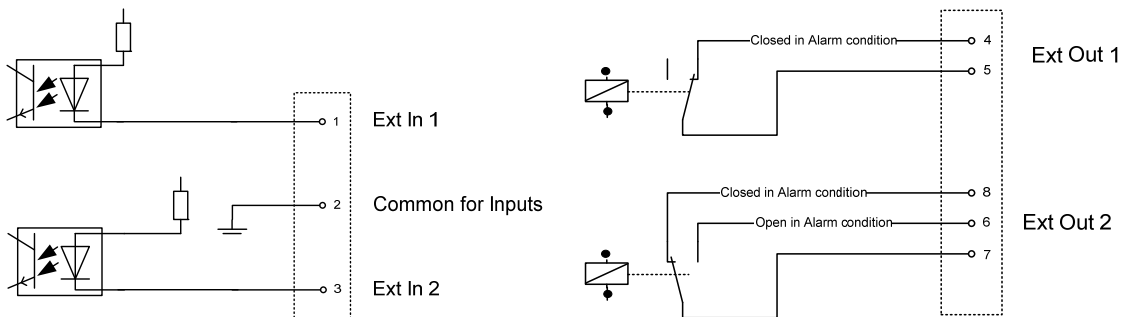 1
Ext In 1
2
Common for Inputs
3
Ext In 2
Closed in Alarm condition
4
Ext Out 1
5
Closed in Alarm condition
8
Open in Alarm condition
6
Ext Out 2
7